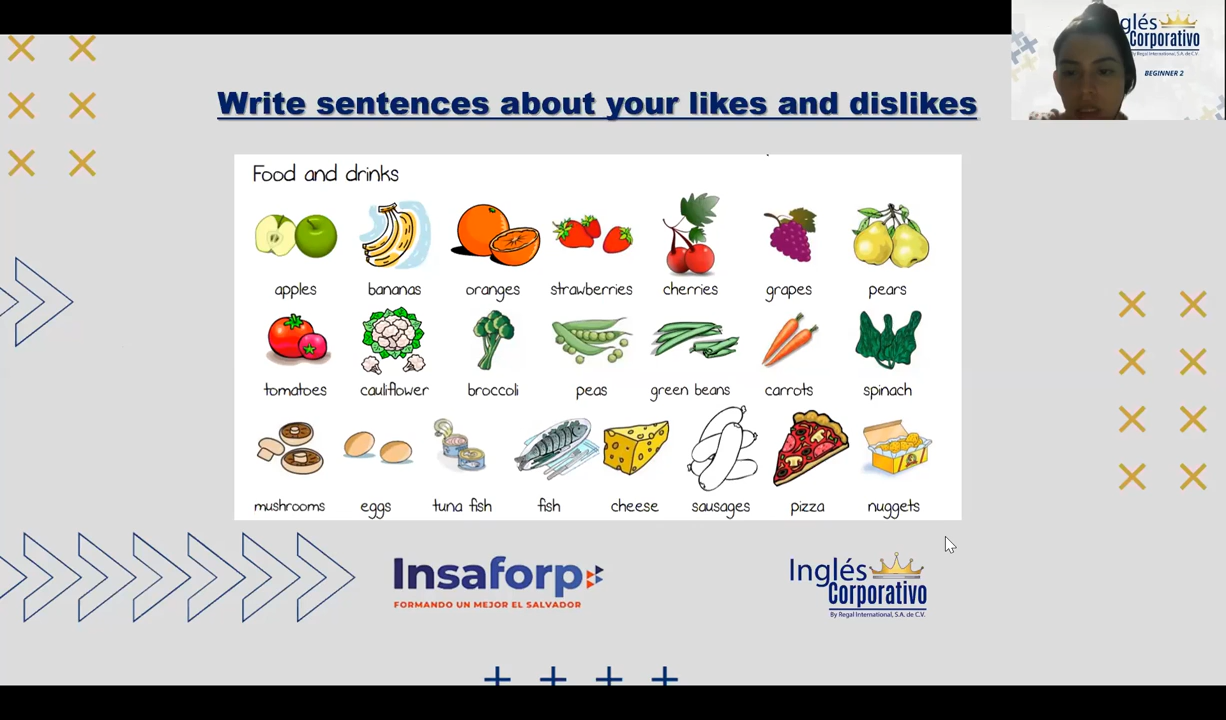 Inglés
Corporativo
By Regal International, S.A. de C.V.
BEGINNER 2
Write sentences about your likes and dislikes
Food and drinks
apples bananas oranges strawberries cherries grapes pears
tomatoes cauliflower broccoli peas green beans carrots spinach
mushrooms eggs tuna fish fish cheese sausages pizza nuggets
Insaforp
FORMANDO UN MEJOR EL SALVADOR
Inglés
Corporativo
By Regal International, S.A. de C.V.